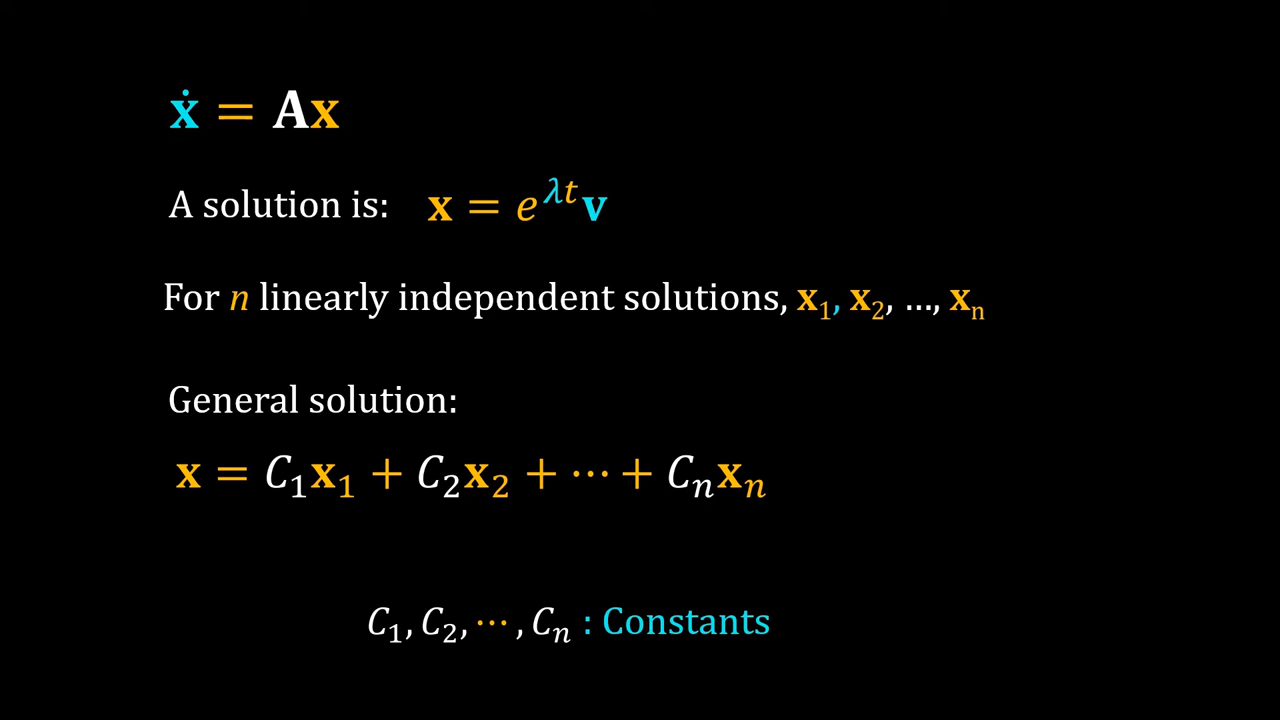 ẋ = Ax
A solution is: x = e^{λt}v
For n linearly independent solutions, x₁, x₂, ..., xₙ
General solution:
x = C₁x₁ + C₂x₂ + ⋯ + Cₙxₙ
C₁, C₂, ⋯ , Cₙ : Constants